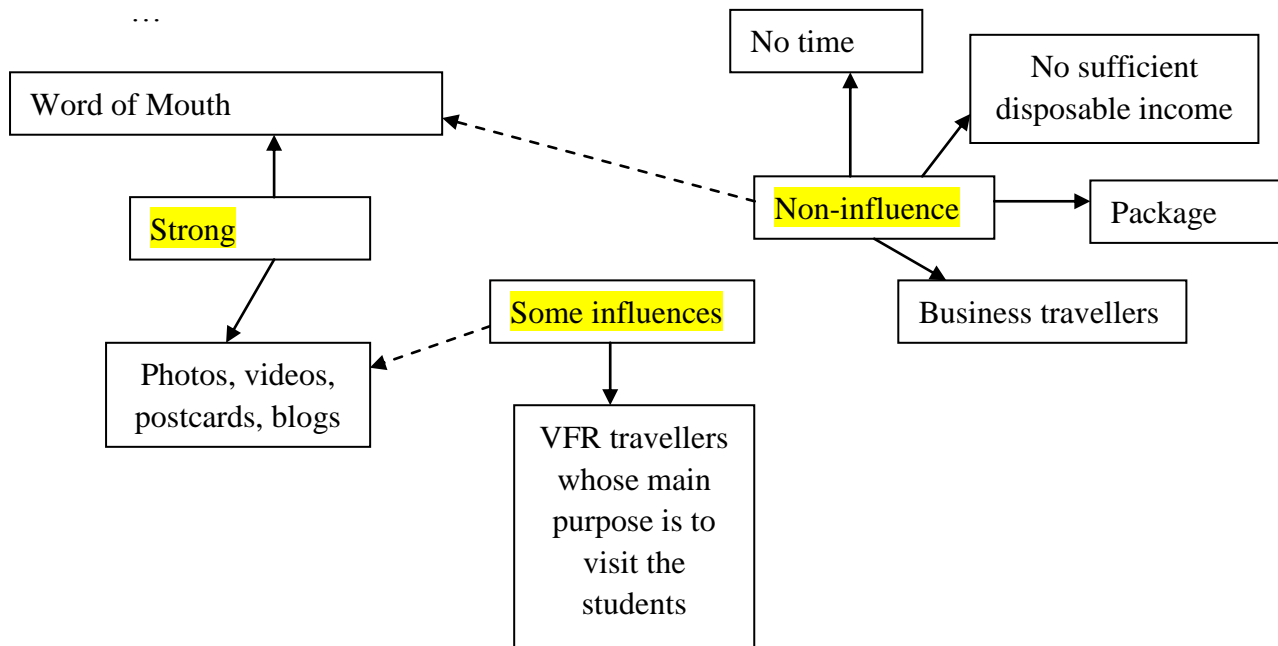 …
No time
No sufficient
disposable income
Word of Mouth
Non-influence
Package
Strong
Some influences
Business travellers
Photos, videos,
postcards, blogs
VFR travellers
whose main
purpose is to
visit the
students